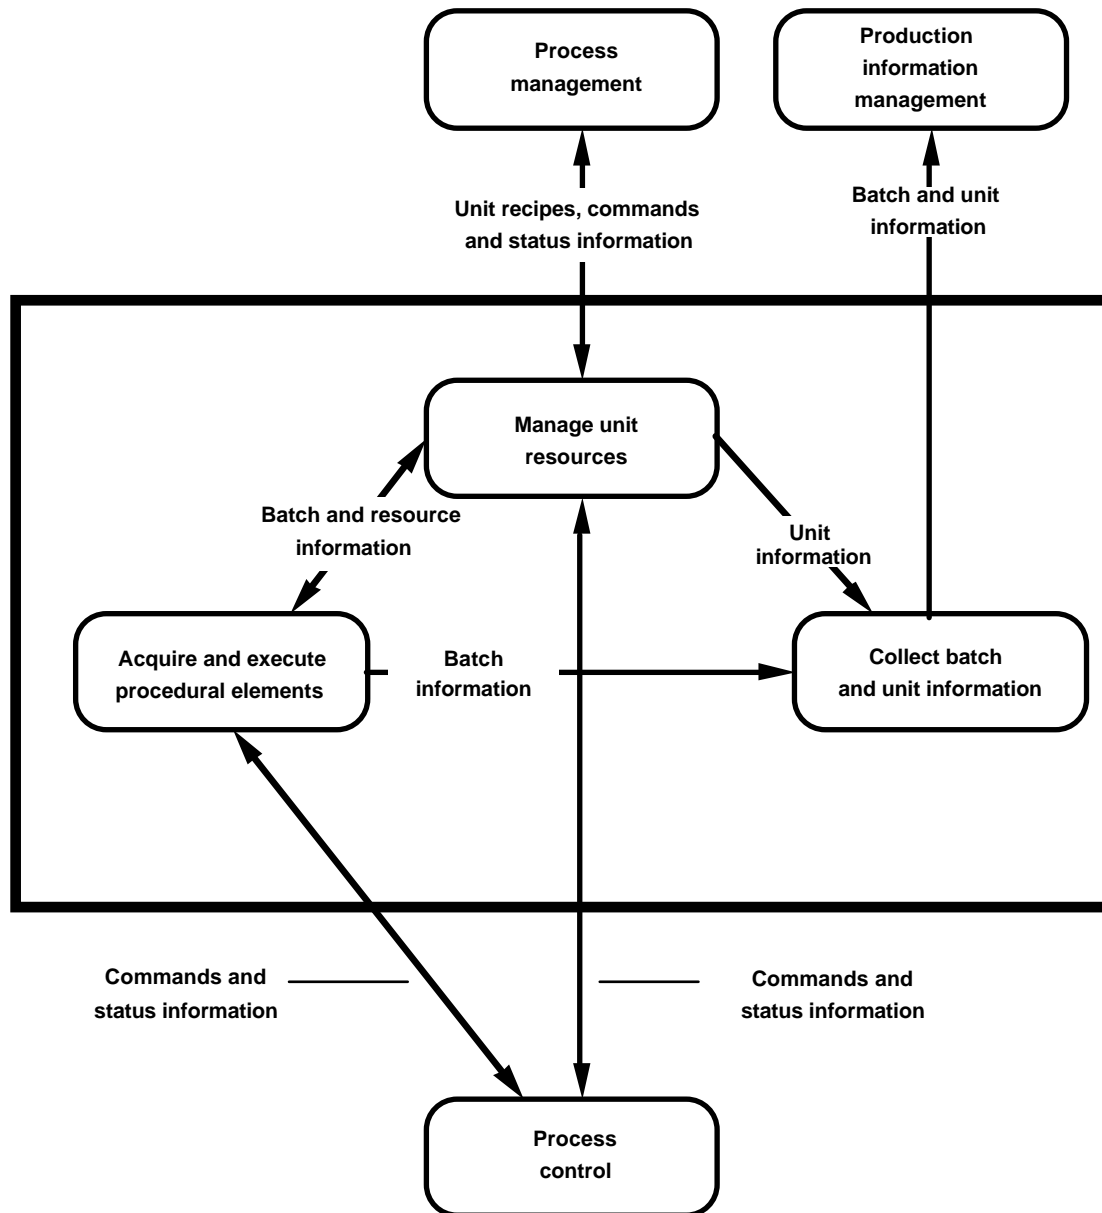 Process
management
Production
information
management
Unit recipes, commands
and status information
Batch and unit
information
Manage unit
resources
Batch and resource
information
Unit
information
Acquire and execute
procedural elements
Batch
information
Collect batch
and unit information
Commands and
status information
Commands and
status information
Process
control